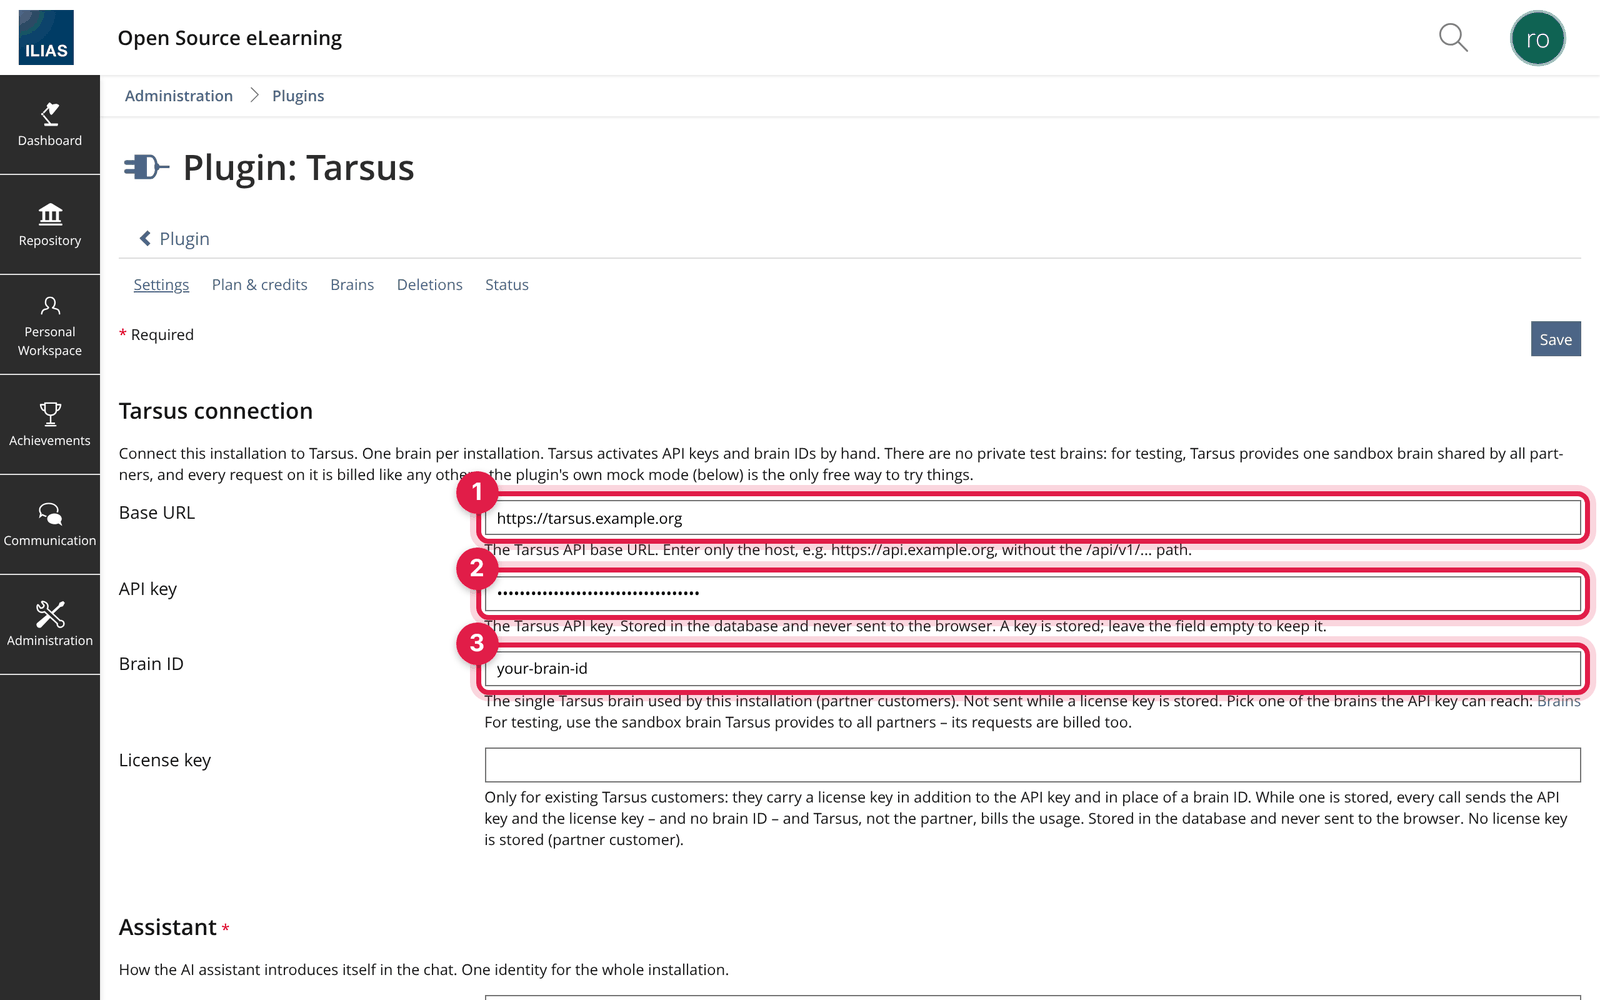 ILIAS
Open Source eLearning
ro
Administration
Plugins
Dashboard
Repository
Personal
Workspace
Achievements
Communication
Administration
Plugin: Tarsus
Plugin
Settings
Plan & credits
Brains
Deletions
Status
* Required
Save
Tarsus connection
Connect this installation to Tarsus. One brain per installation. Tarsus activates API keys and brain IDs by hand. There are no private test brains: for testing, Tarsus provides one sandbox brain shared by all part-
ners, and every request on it is billed like any othe the plugin's own mock mode (below) is the only free way to try things.
1
Base URL
https://tarsus.example.org
The Tarsus API base URL. Enter only the host, e.g. https://api.example.org, without the /api/v1/... path.
2
API key
••••••••••••••••••••••••••••••••••••
The Tarsus API key. Stored in the database and never sent to the browser. A key is stored; leave the field empty to keep it.
3
Brain ID
your-brain-id
The single Tarsus brain used by this installation (partner customers). Not sent while a license key is stored. Pick one of the brains the API key can reach: Brains
For testing, use the sandbox brain Tarsus provides to all partners – its requests are billed too.
License key
Only for existing Tarsus customers: they carry a license key in addition to the API key and in place of a brain ID. While one is stored, every call sends the API
key and the license key – and no brain ID – and Tarsus, not the partner, bills the usage. Stored in the database and never sent to the browser. No license key
is stored (partner customer).
Assistant *
How the AI assistant introduces itself in the chat. One identity for the whole installation.